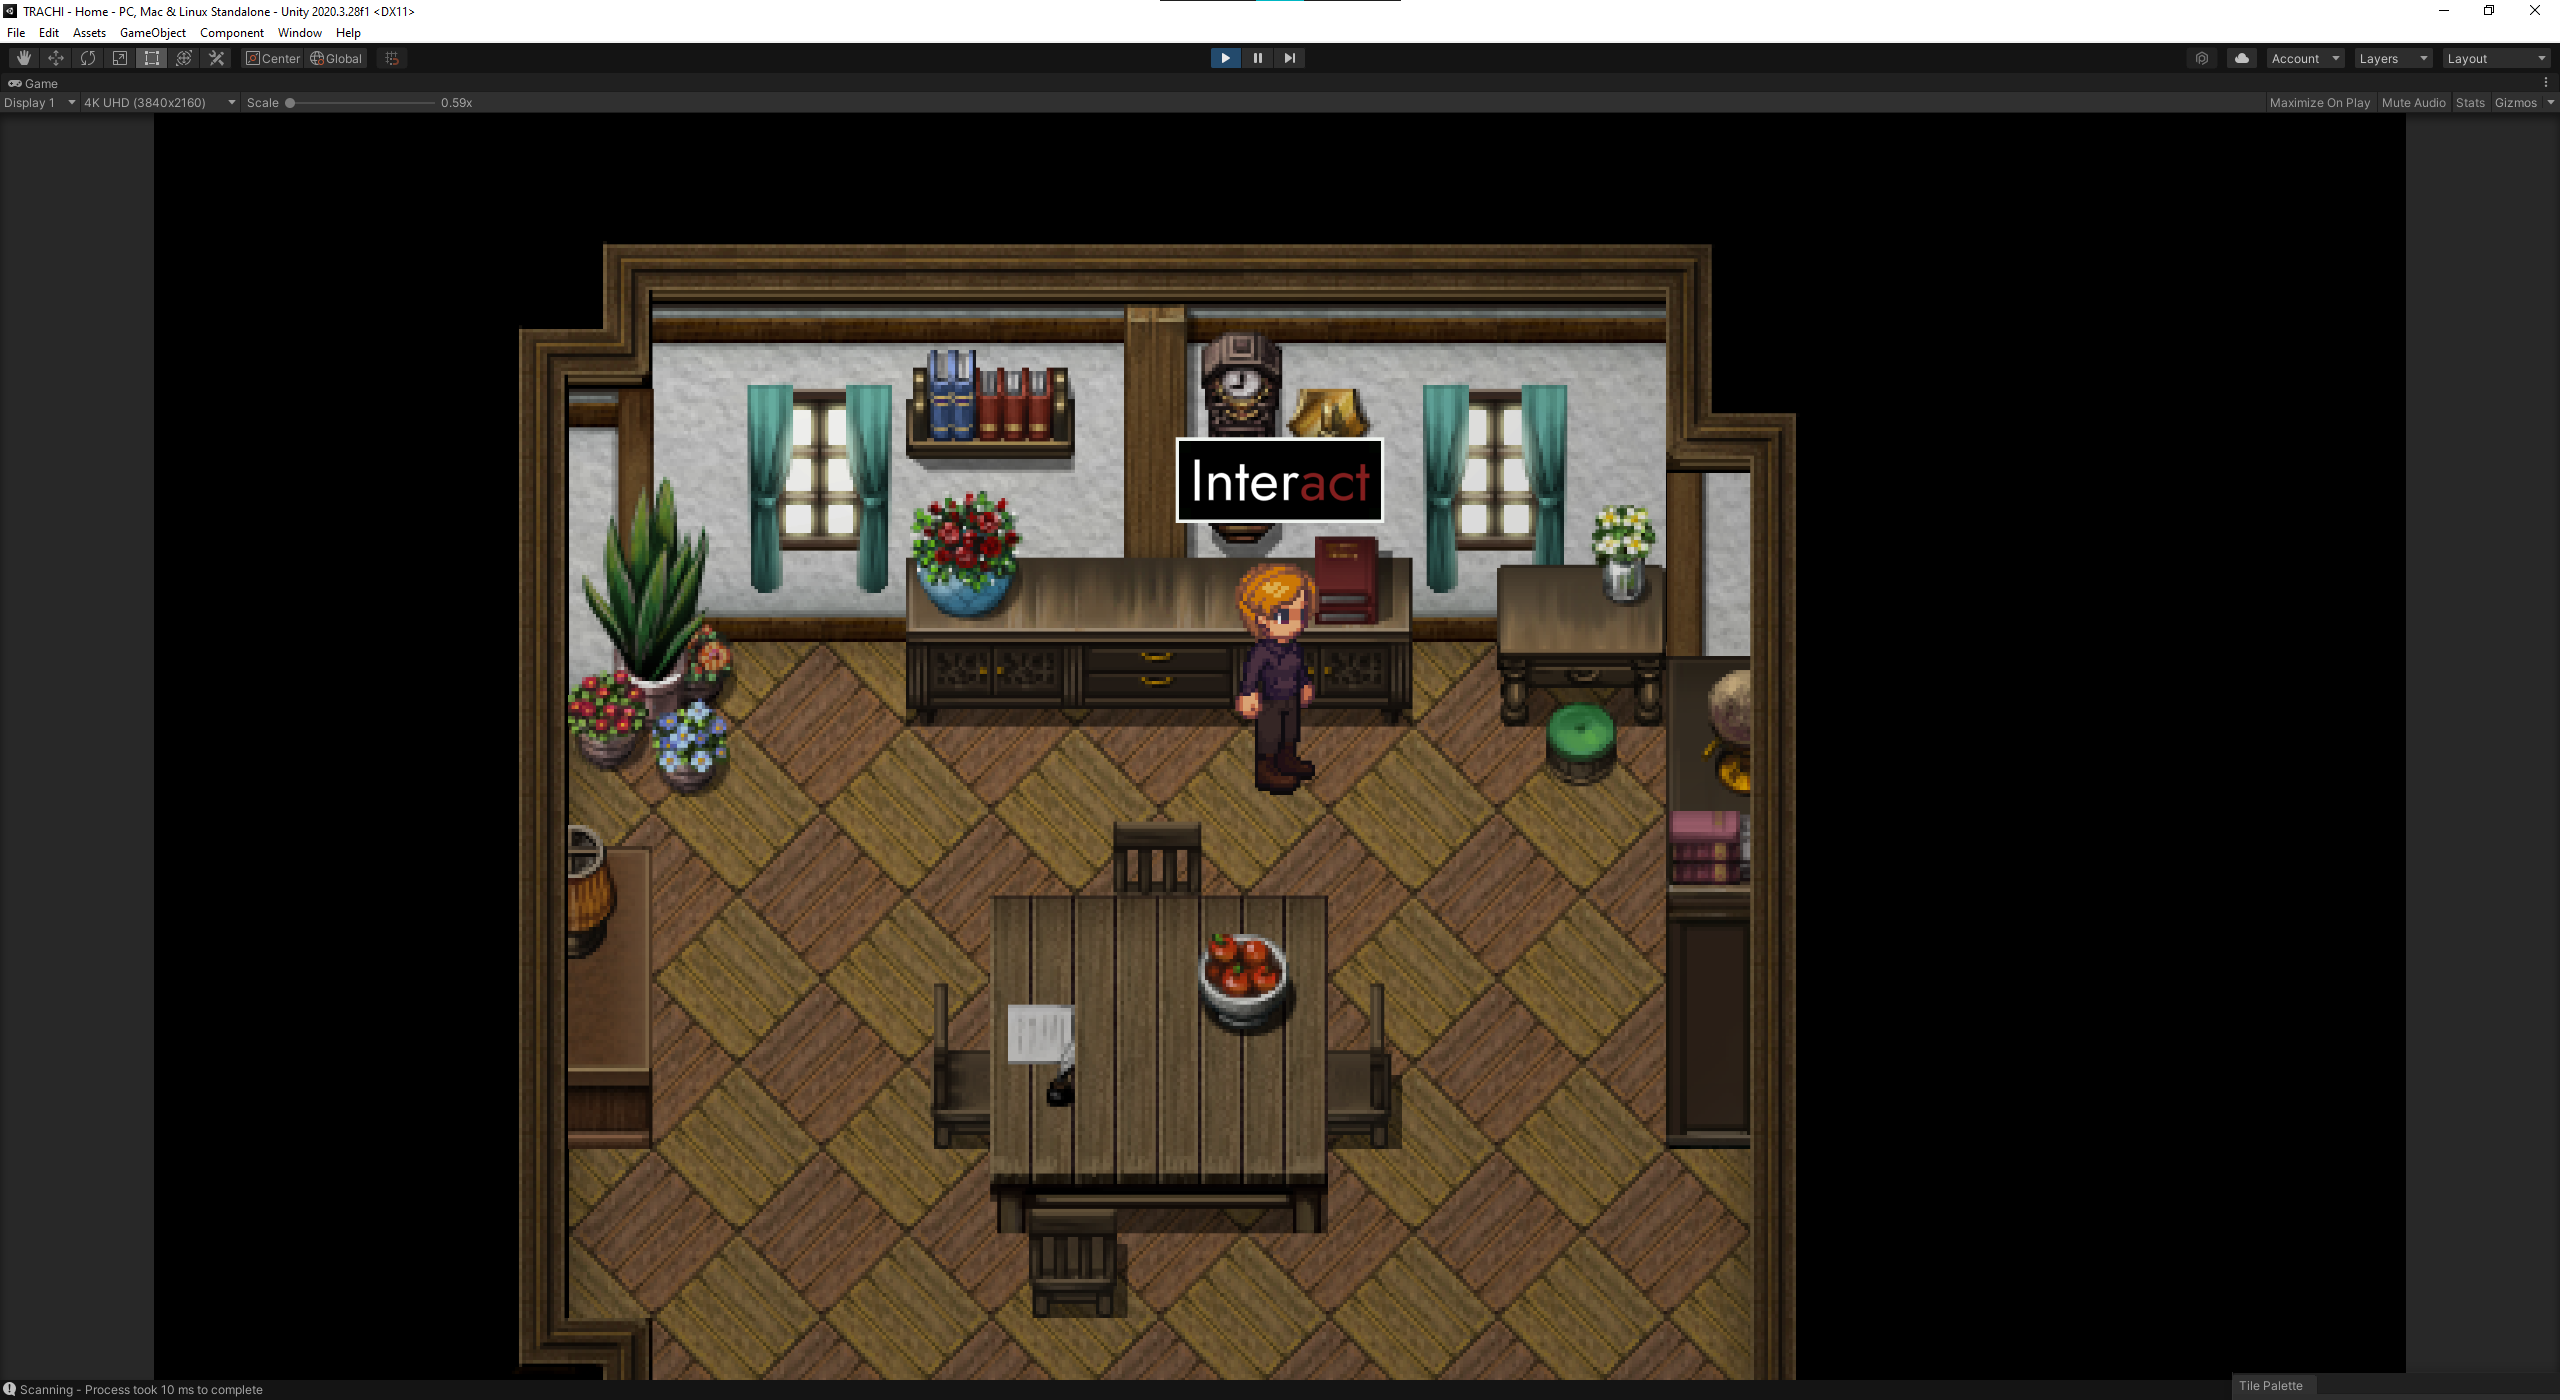 TRACHI - Home - PC, Mac & Linux Standalone - Unity 2020.3.28f1 <DX11>
File Edit Assets GameObject Component Window Help
Center Global Account Layers Layout
Game
Display 1 4K UHD (3840x2160) Scale 0.59x Maximize On Play Mute Audio Stats Gizmos
Interact
Scanning - Process took 10 ms to complete
Tile Palette